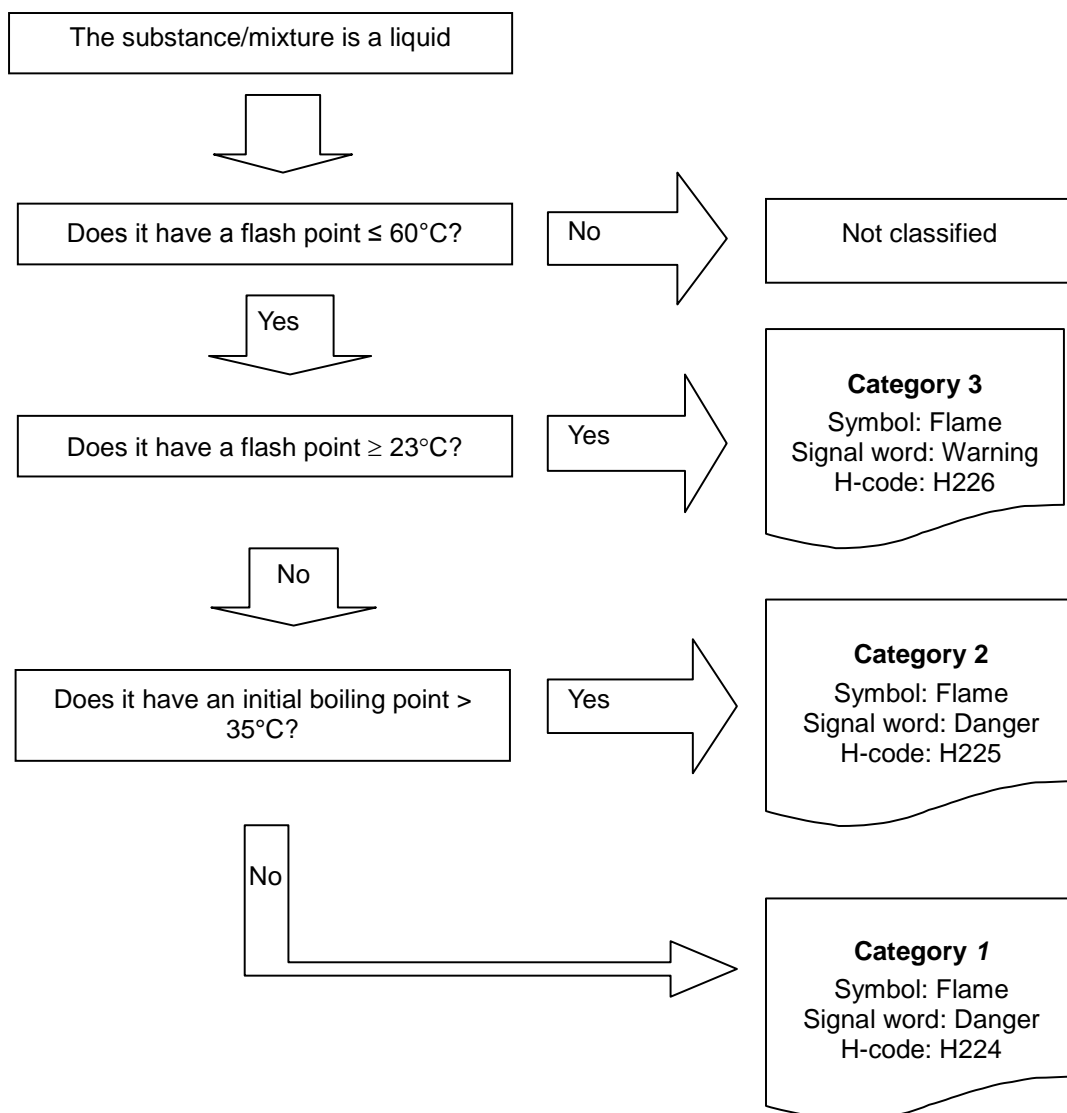 The substance/mixture is a liquid
Does it have a flash point ≤ 60°C?
No
Not classified
Yes
Does it have a flash point ≥ 23°C?
Yes
Category 3
Symbol: Flame
Signal word: Warning
H-code: H226
No
Does it have an initial boiling point >
35°C?
Yes
Category 2
Symbol: Flame
Signal word: Danger
H-code: H225
No
Category 1
Symbol: Flame
Signal word: Danger
H-code: H224